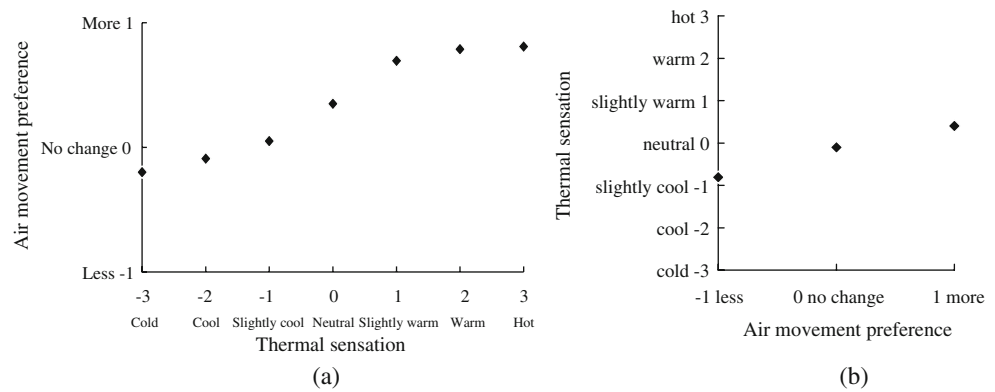 More 1
Air movement preference
No change 0
Less -1
-3 -2 -1 0 1 2 3
Cold Cool Slightly cool Neutral Slightly warm Warm Hot
Thermal sensation
(a)
hot 3
warm 2
slightly warm 1
Thermal sensation
neutral 0
slightly cool -1
cool -2
cold -3
-1 less 0 no change 1 more
Air movement preference
(b)